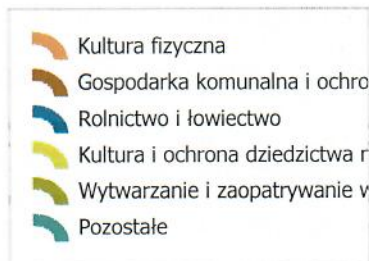 Kultura fizyczna
Gospodarka komunalna i ochro
Rolnictwo i łowiectwo
Kultura i ochrona dziedzictwa
Wytwarzanie i zaopatrywanie
Pozostałe